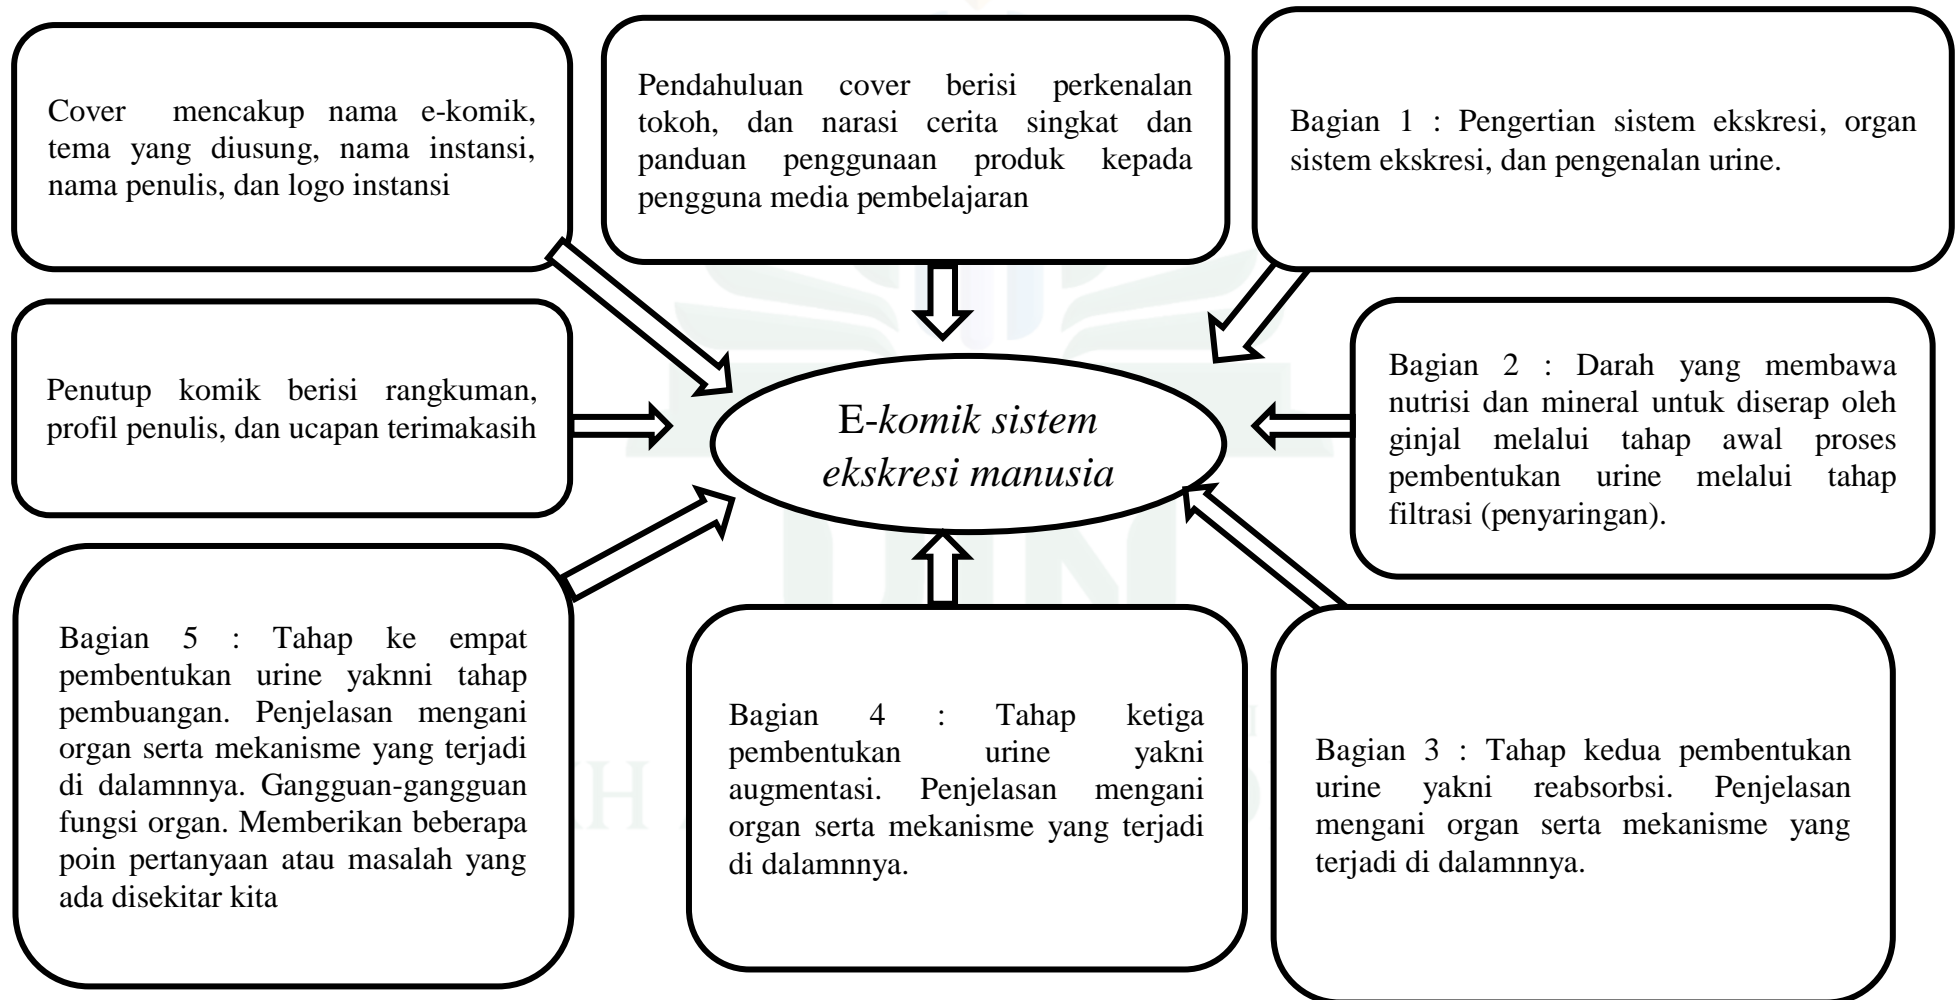 Cover mencakup nama e-komik,
tema yang diusung, nama instansi,
nama penulis, dan logo instansi
Pendahuluan cover berisi perkenalan
tokoh, dan narasi cerita singkat dan
panduan penggunaan produk kepada
pengguna media pembelajaran
Bagian 1 : Pengertian sistem ekskresi, organ
sistem ekskresi, dan pengenalan urine.
Penutup komik berisi rangkuman,
profil penulis, dan ucapan terimakasih
E-komik sistem
ekskresi manusia
Bagian 2 : Darah yang membawa
nutrisi dan mineral untuk diserap oleh
ginjal melalui tahap awal proses
pembentukan urine melalui tahap
filtrasi (penyaringan).
Bagian 5 : Tahap ke empat
pembentukan urine yaknni tahap
pembuangan. Penjelasan mengani
organ serta mekanisme yang terjadi
di dalamnnya. Gangguan-gangguan
fungsi organ. Memberikan beberapa
poin pertanyaan atau masalah yang
ada disekitar kita
Bagian 4 : Tahap ketiga
pembentukan urine yakni
augmentasi. Penjelasan mengani
organ serta mekanisme yang terjadi
di dalamnnya.
Bagian 3 : Tahap kedua pembentukan
urine yakni reabsorbsi. Penjelasan
mengani organ serta mekanisme yang
terjadi di dalamnnya.